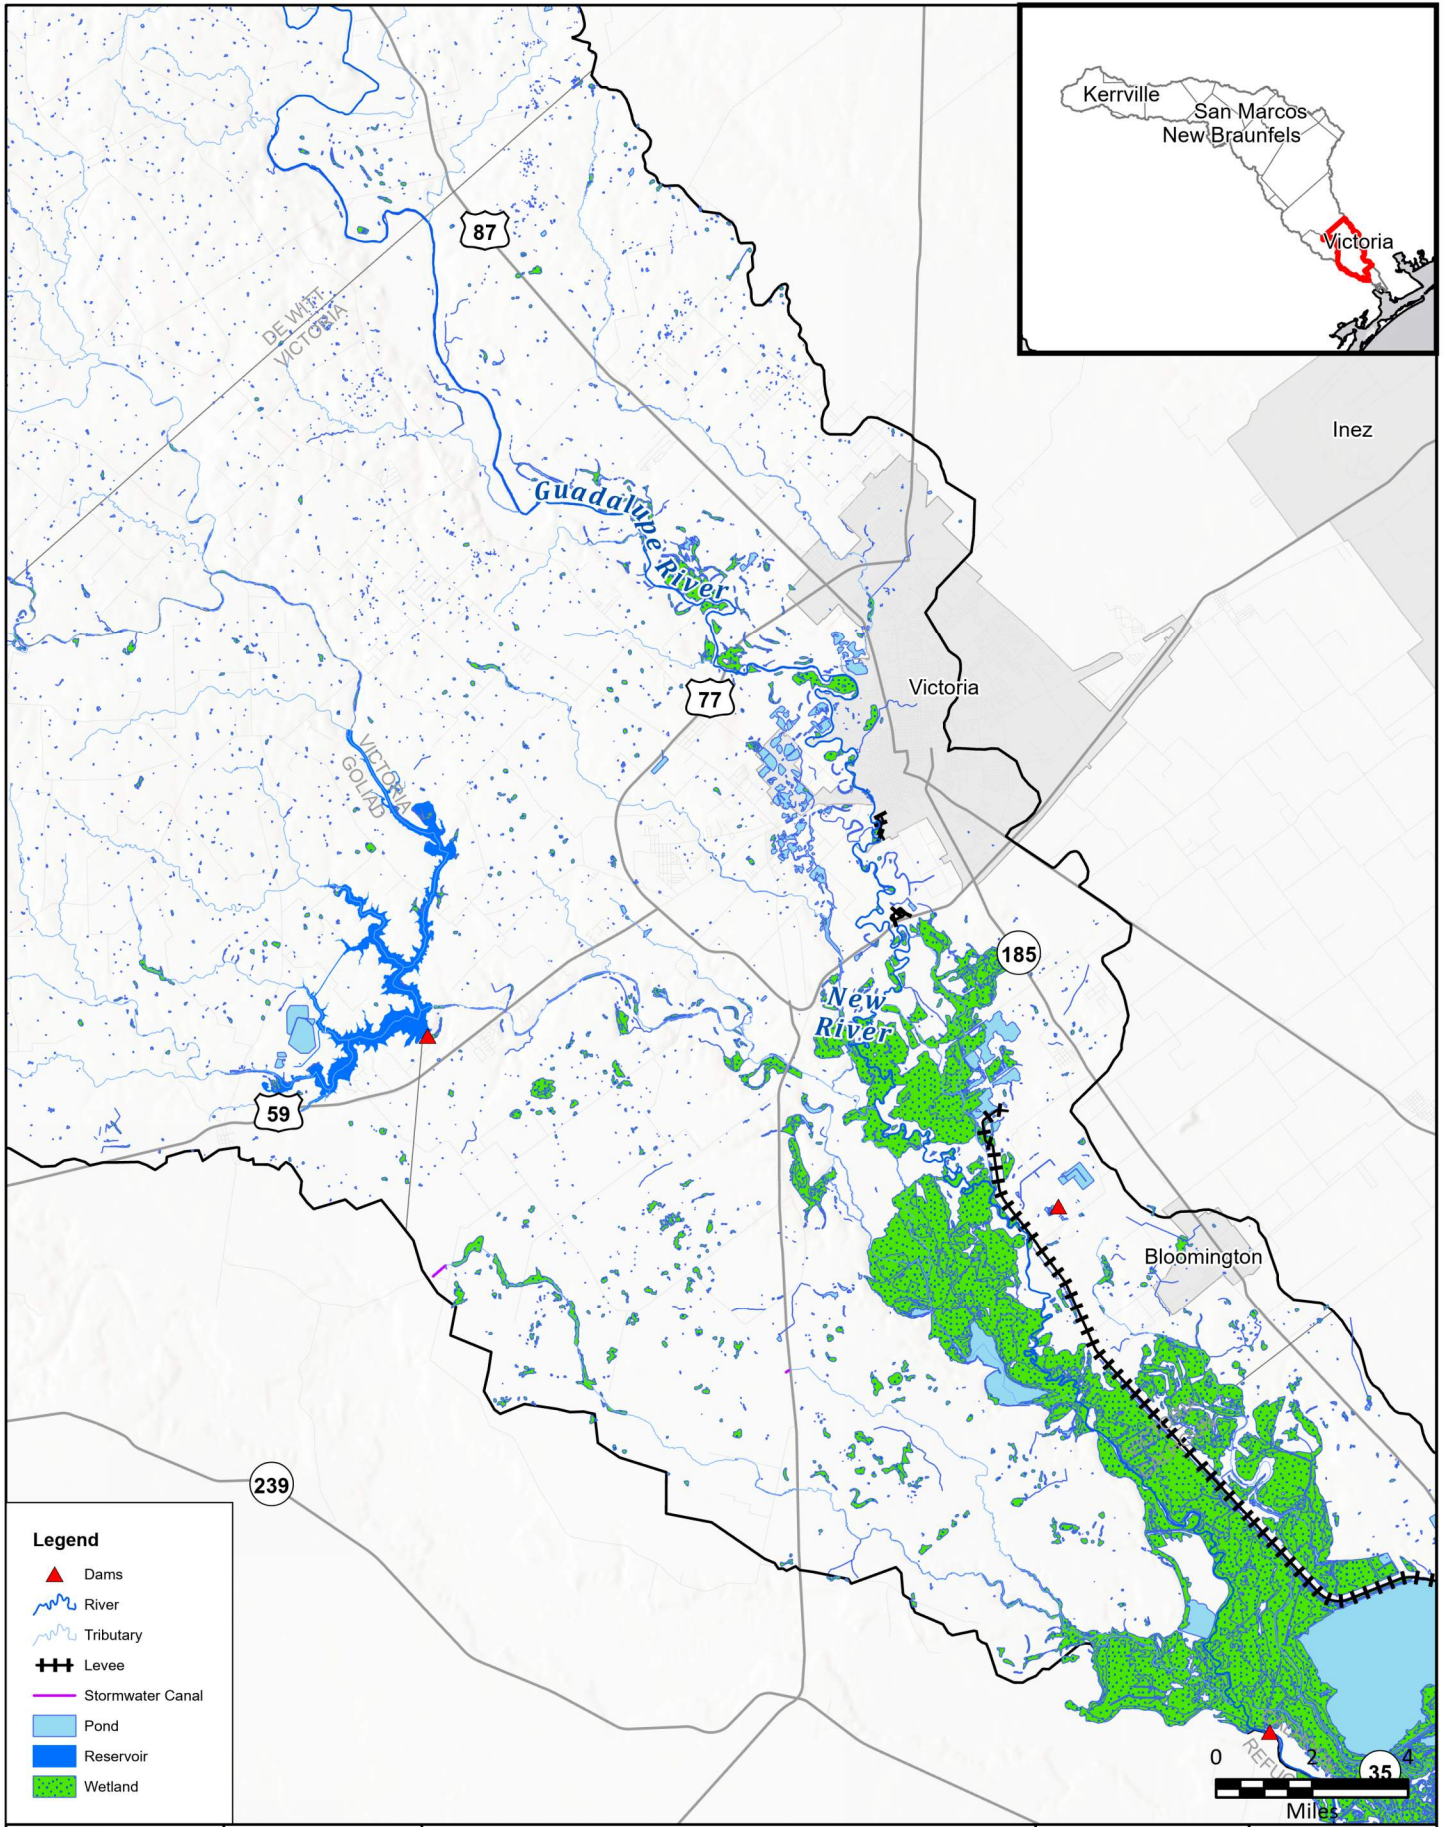 Kerrville
San Marcos
New Braunfels
Victoria
87
DE WITT
VICTORIA
Inez
Guadalupe
River
77
Victoria
VICTORIA
GOLIAD
185
New
River
59
Bloomington
239
Legend
Dams
River
Tributary
Levee
Stormwater Canal
Pond
Reservoir
Wetland
0 2 4
35
Miles